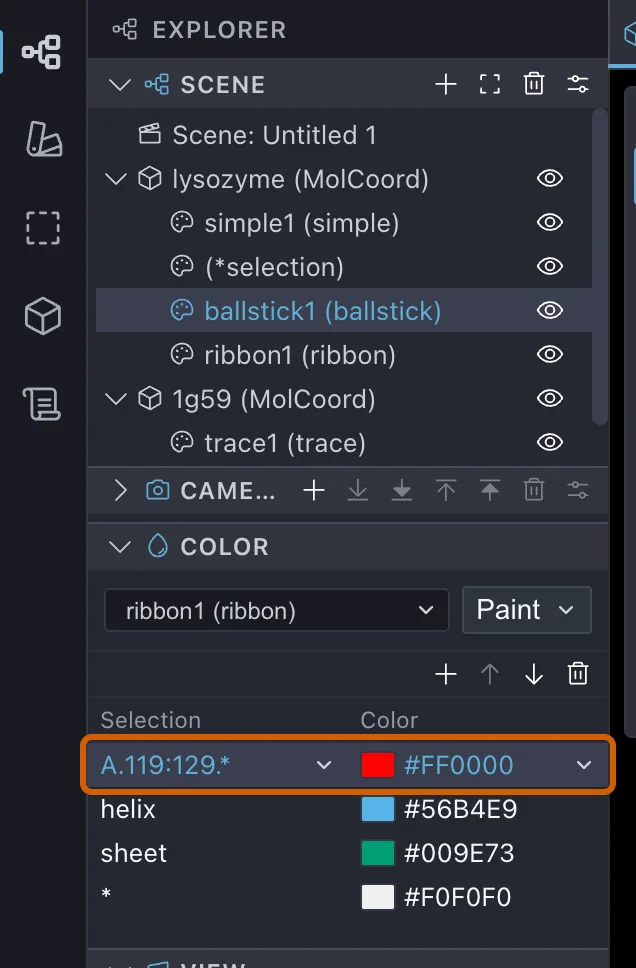 EXPLORER
SCENE
Scene: Untitled 1
lysozyme (MolCoord)
simple1 (simple)
(*selection)
ballstick1 (ballstick)
ribbon1 (ribbon)
1g59 (MolCoord)
trace1 (trace)
CAME...
COLOR
ribbon1 (ribbon) Paint
Selection Color
A.119:129.* #FF0000
helix #56B4E9
sheet #009E73
* #F0F0F0
VIEW